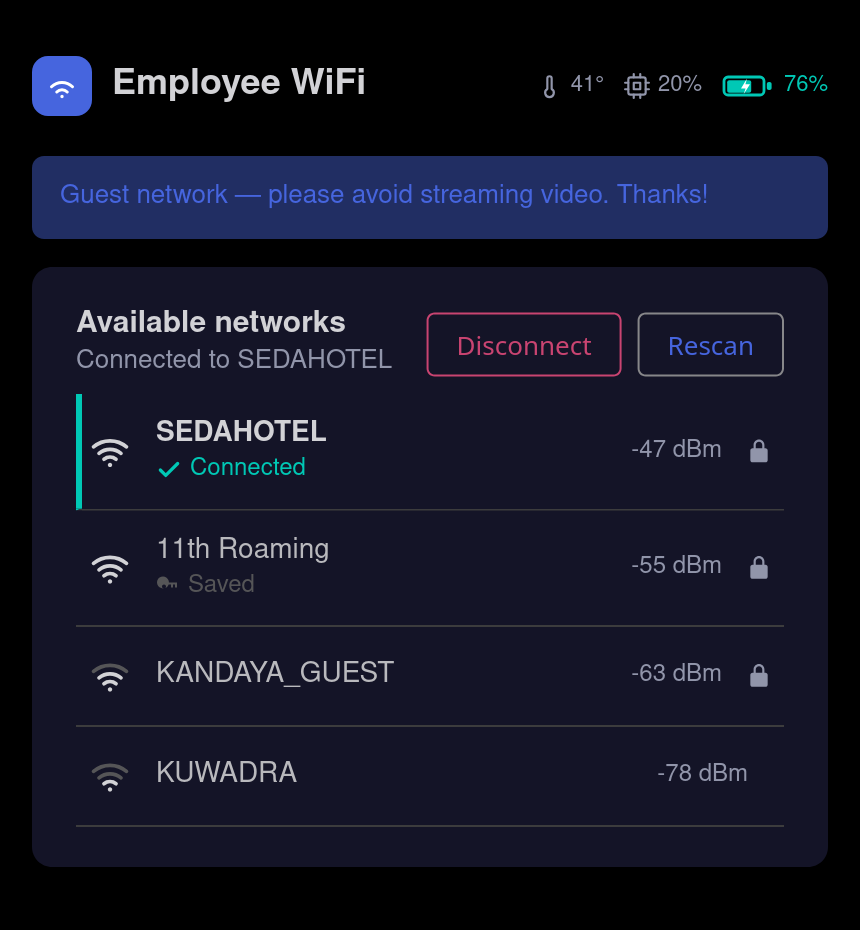 Employee WiFi
41°
20%
76%
Guest network — please avoid streaming video. Thanks!
Available networks
Connected to SEDAHOTEL
Disconnect
Rescan
SEDAHOTEL
Connected
-47 dBm
11th Roaming
Saved
-55 dBm
KANDAYA_GUEST
-63 dBm
KUWADRA
-78 dBm